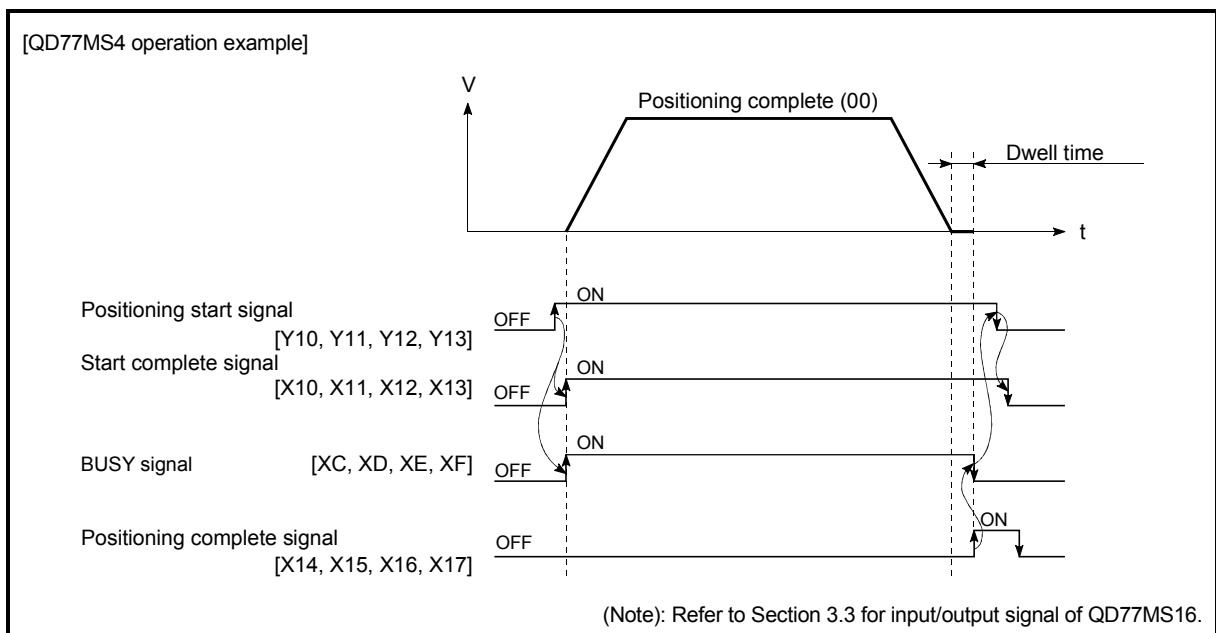 [QD77MS4 operation example]
V
Positioning complete (00)
Dwell time
t
Positioning start signal
[Y10, Y11, Y12, Y13]
OFF
ON
Start complete signal
[X10, X11, X12, X13]
OFF
ON
BUSY signal [XC, XD, XE, XF]
OFF
ON
Positioning complete signal
[X14, X15, X16, X17]
OFF
ON
(Note): Refer to Section 3.3 for input/output signal of QD77MS16.